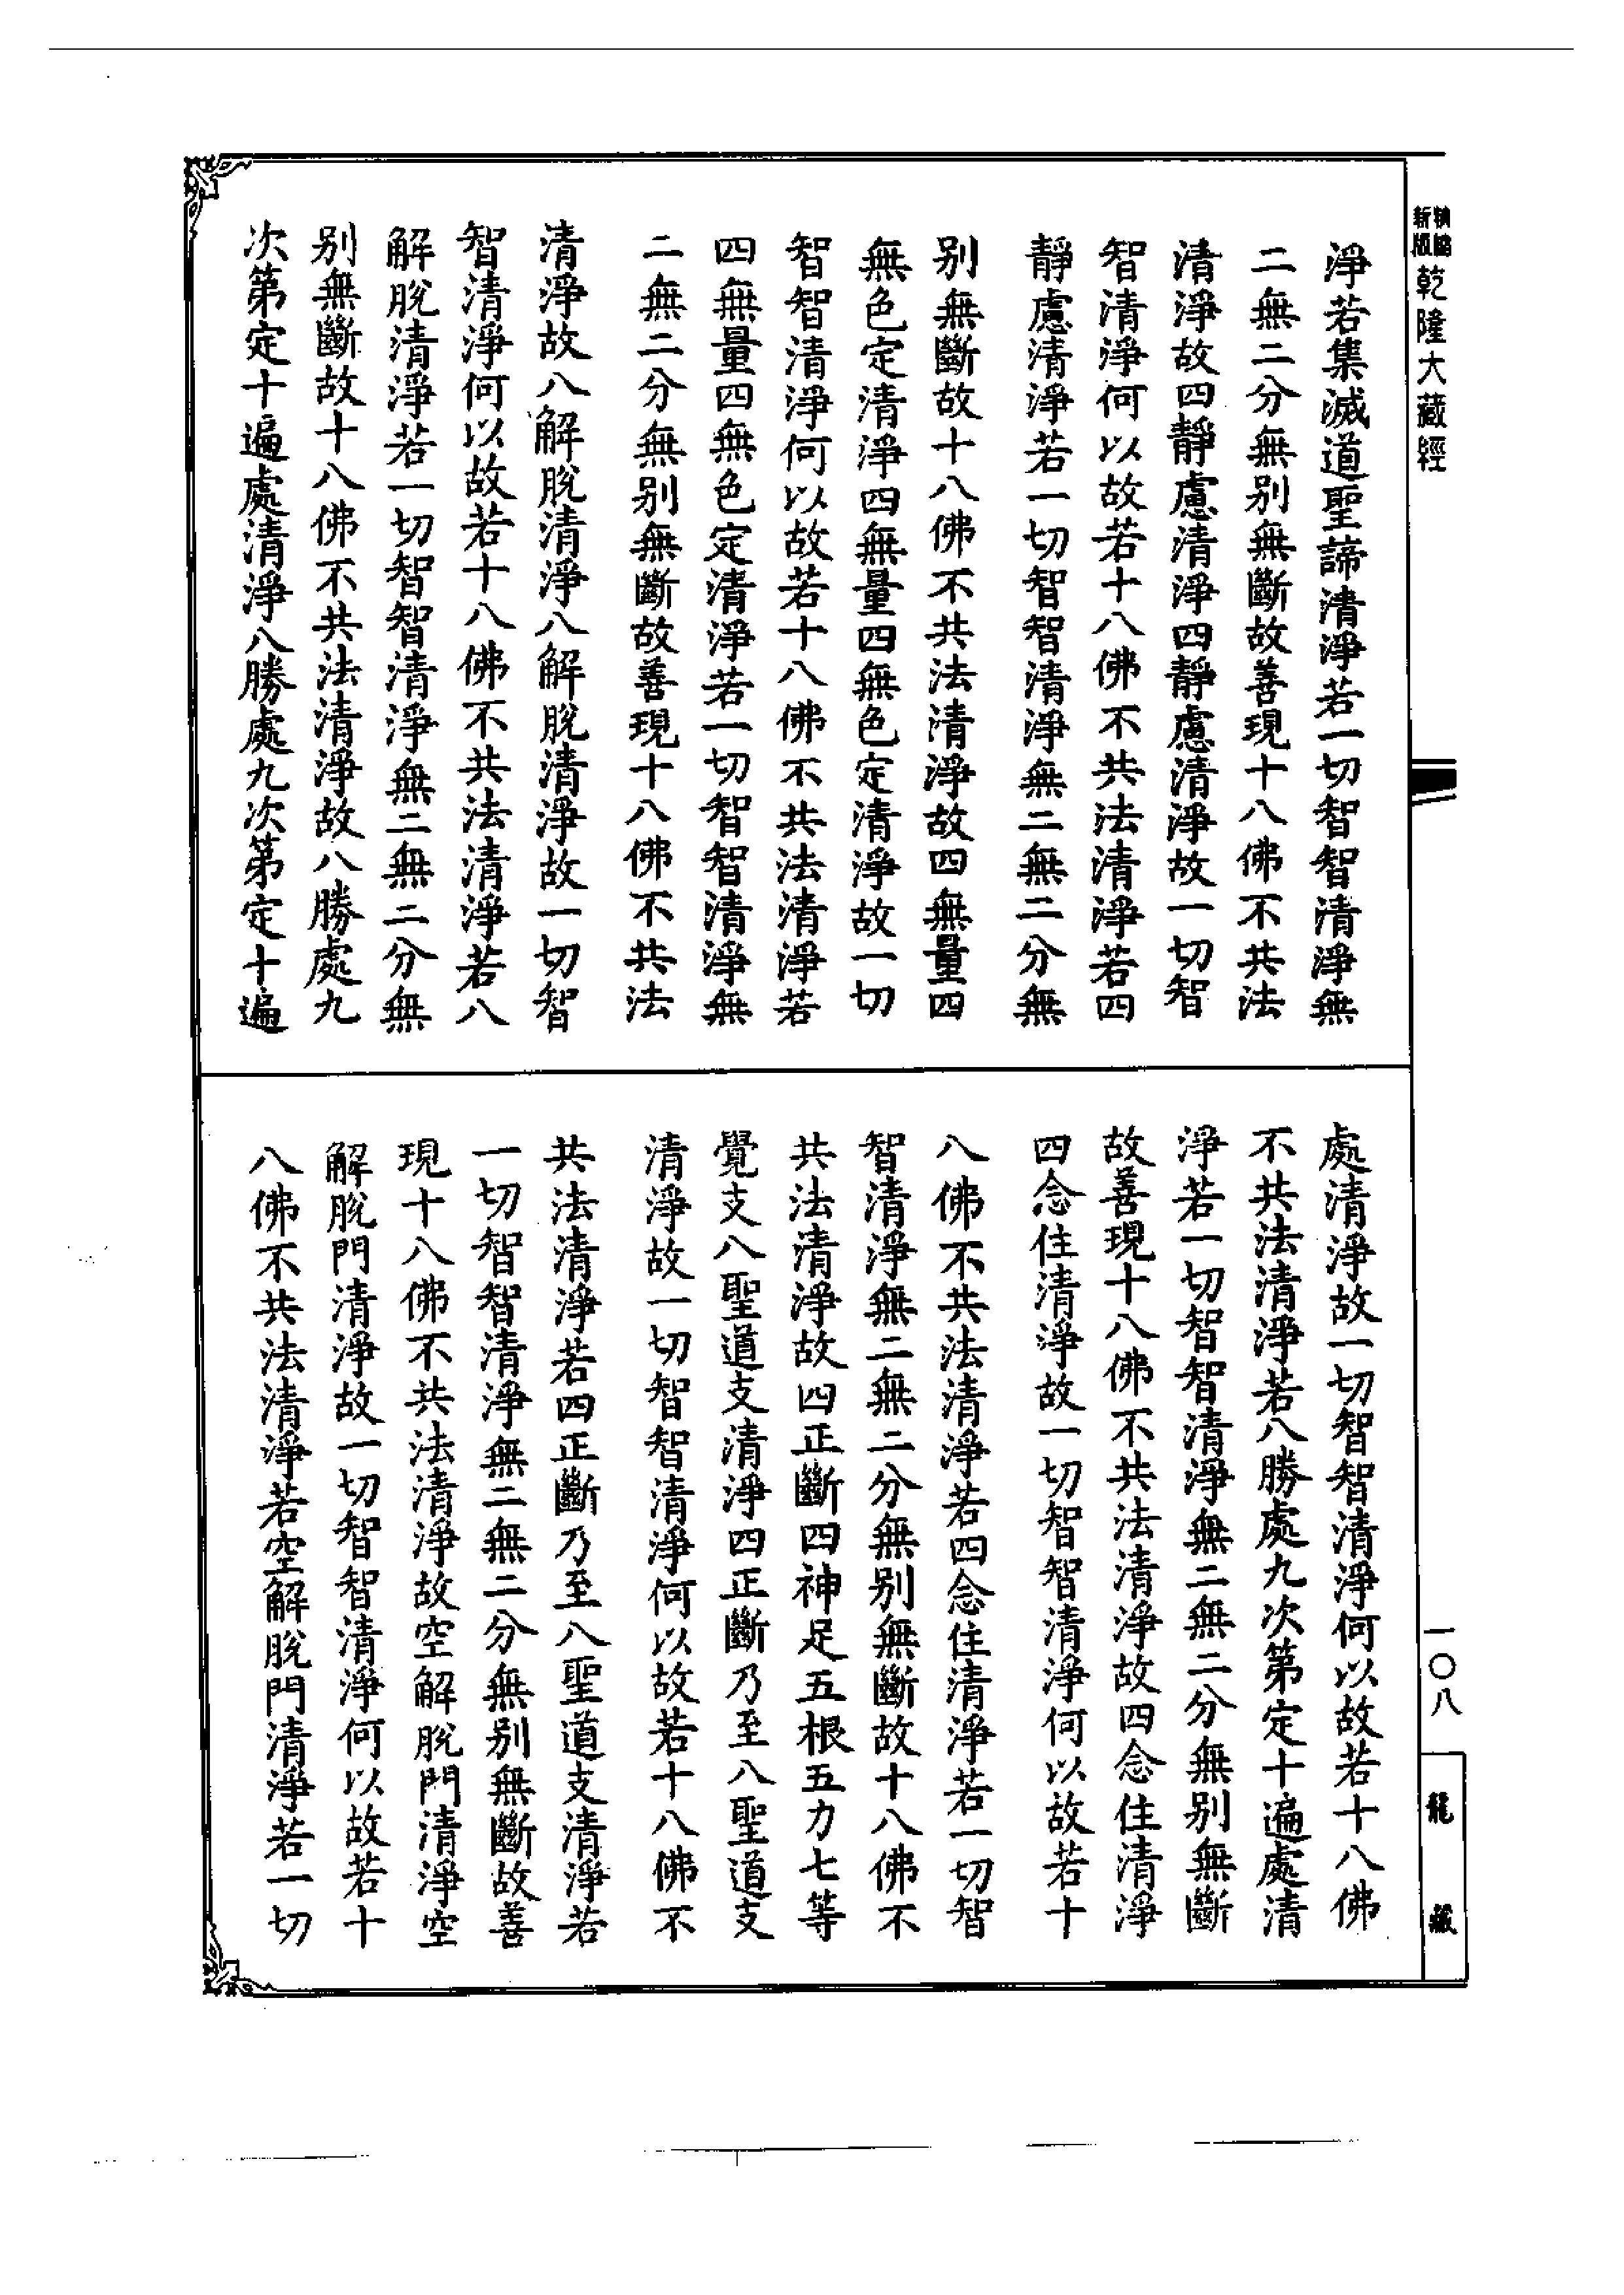 新編
縮版
乾隆大藏經
淨若集滅道聖諦清淨若一切智智清淨無
二無二分無別無斷故善現十八佛不共法
清淨故四靜慮清淨四靜慮清淨故一切智
智清淨何以故若十八佛不共法清淨若四
靜慮清淨若一切智智清淨無二無二分無
別無斷故十八佛不共法清淨故四無量四
無色定清淨四無量四無色定清淨故一切
智智清淨何以故若十八佛不共法清淨若
四無量四無色定清淨若一切智智清淨無
二無二分無別無斷故善現十八佛不共法
清淨故八解脫清淨八解脫清淨故一切智
智清淨何以故若十八佛不共法清淨若八
解脫清淨若一切智智清淨無二無二分無
別無斷故十八佛不共法清淨故八勝處九
次第定十遍處清淨八勝處九次第定十遍
處清淨故一切智智清淨何以故若十八佛
不共法清淨若八勝處九次第定十遍處清
淨若一切智智清淨無二無二分無別無斷
故善現十八佛不共法清淨故四念住清淨
四念住清淨故一切智智清淨何以故若十
八佛不共法清淨若四念住清淨若一切智
智清淨無二無二分無別無斷故十八佛不
共法清淨故四正斷四神足五根五力七等
覺支八聖道支清淨四正斷乃至八聖道支
清淨故一切智智清淨何以故若十八佛不
共法清淨若四正斷乃至八聖道支清淨若
一切智智清淨無二無二分無別無斷故善
現十八佛不共法清淨故空解脫門清淨空
解脫門清淨故一切智智清淨何以故若十
八佛不共法清淨若空解脫門清淨若一切
一〇八
龍藏